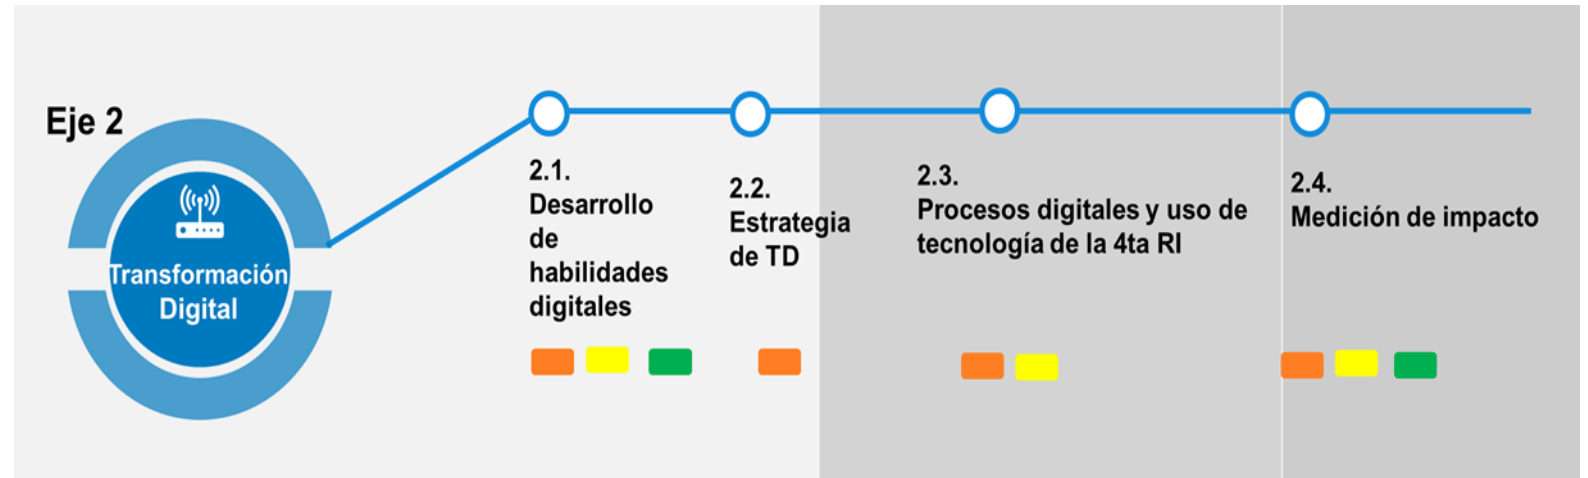 Eje 2
Transformación
Digital
2.1.
Desarrollo
de
habilidades
digitales
2.2.
Estrategia
de TD
2.3.
Procesos digitales y uso de
tecnología de la 4ta RI
2.4.
Medición de impacto